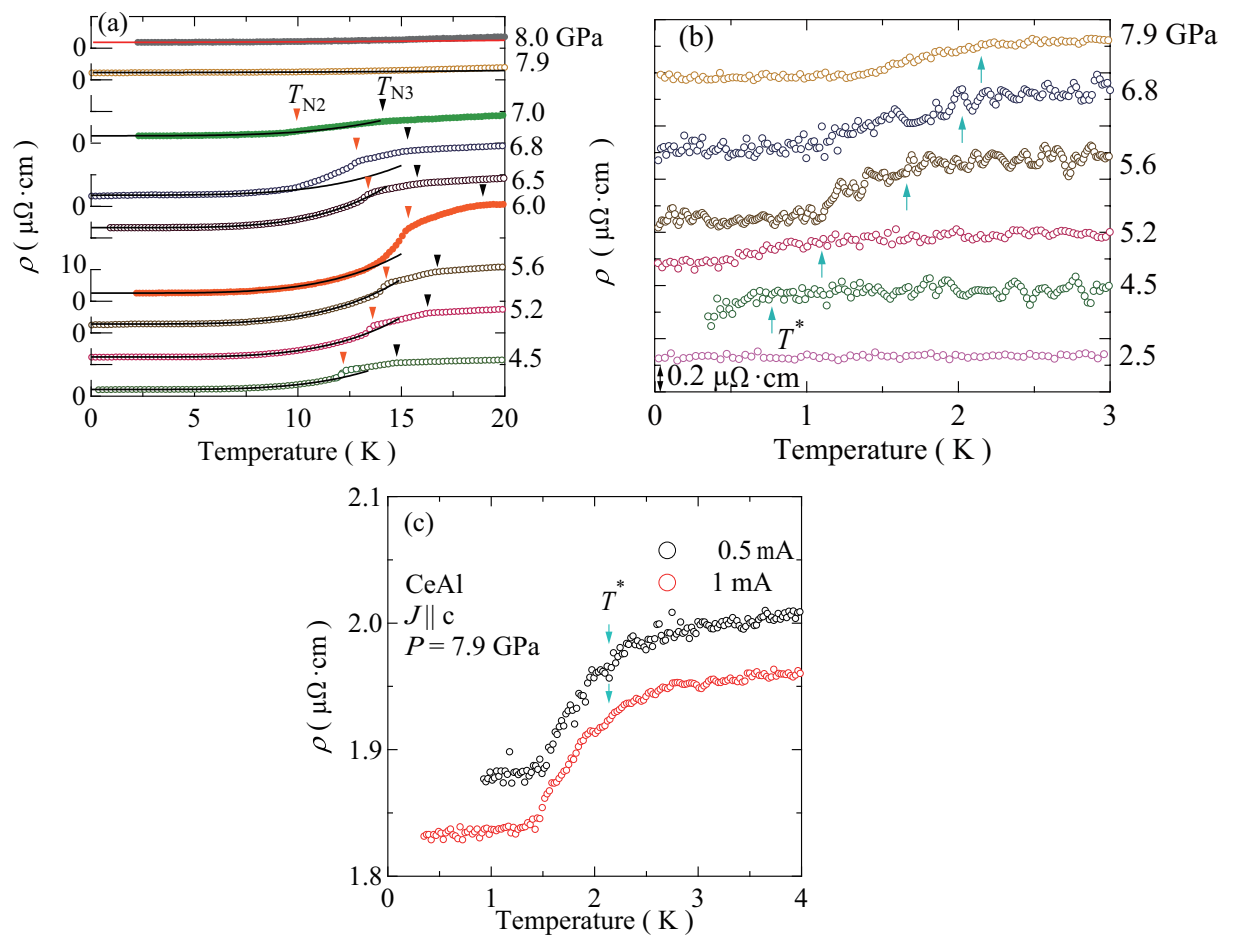 (a)
0
8.0 GPa
0
7.9
T_N2
T_N3
0
7.0
6.8
0
6.5
6.0
10
0
5.6
0
5.2
4.5
0
0 5 10 15 20
Temperature ( K )
ρ ( μΩ·cm )
(b)
7.9 GPa
6.8
5.6
5.2
4.5
T*
2.5
0.2 μΩ·cm
0 1 2 3
Temperature ( K )
ρ ( μΩ·cm )
(c)
2.1
2.0
1.9
1.8
0.5 mA
1 mA
CeAl
J || c
P = 7.9 GPa
T*
0 1 2 3 4
Temperature ( K )
ρ ( μΩ·cm )